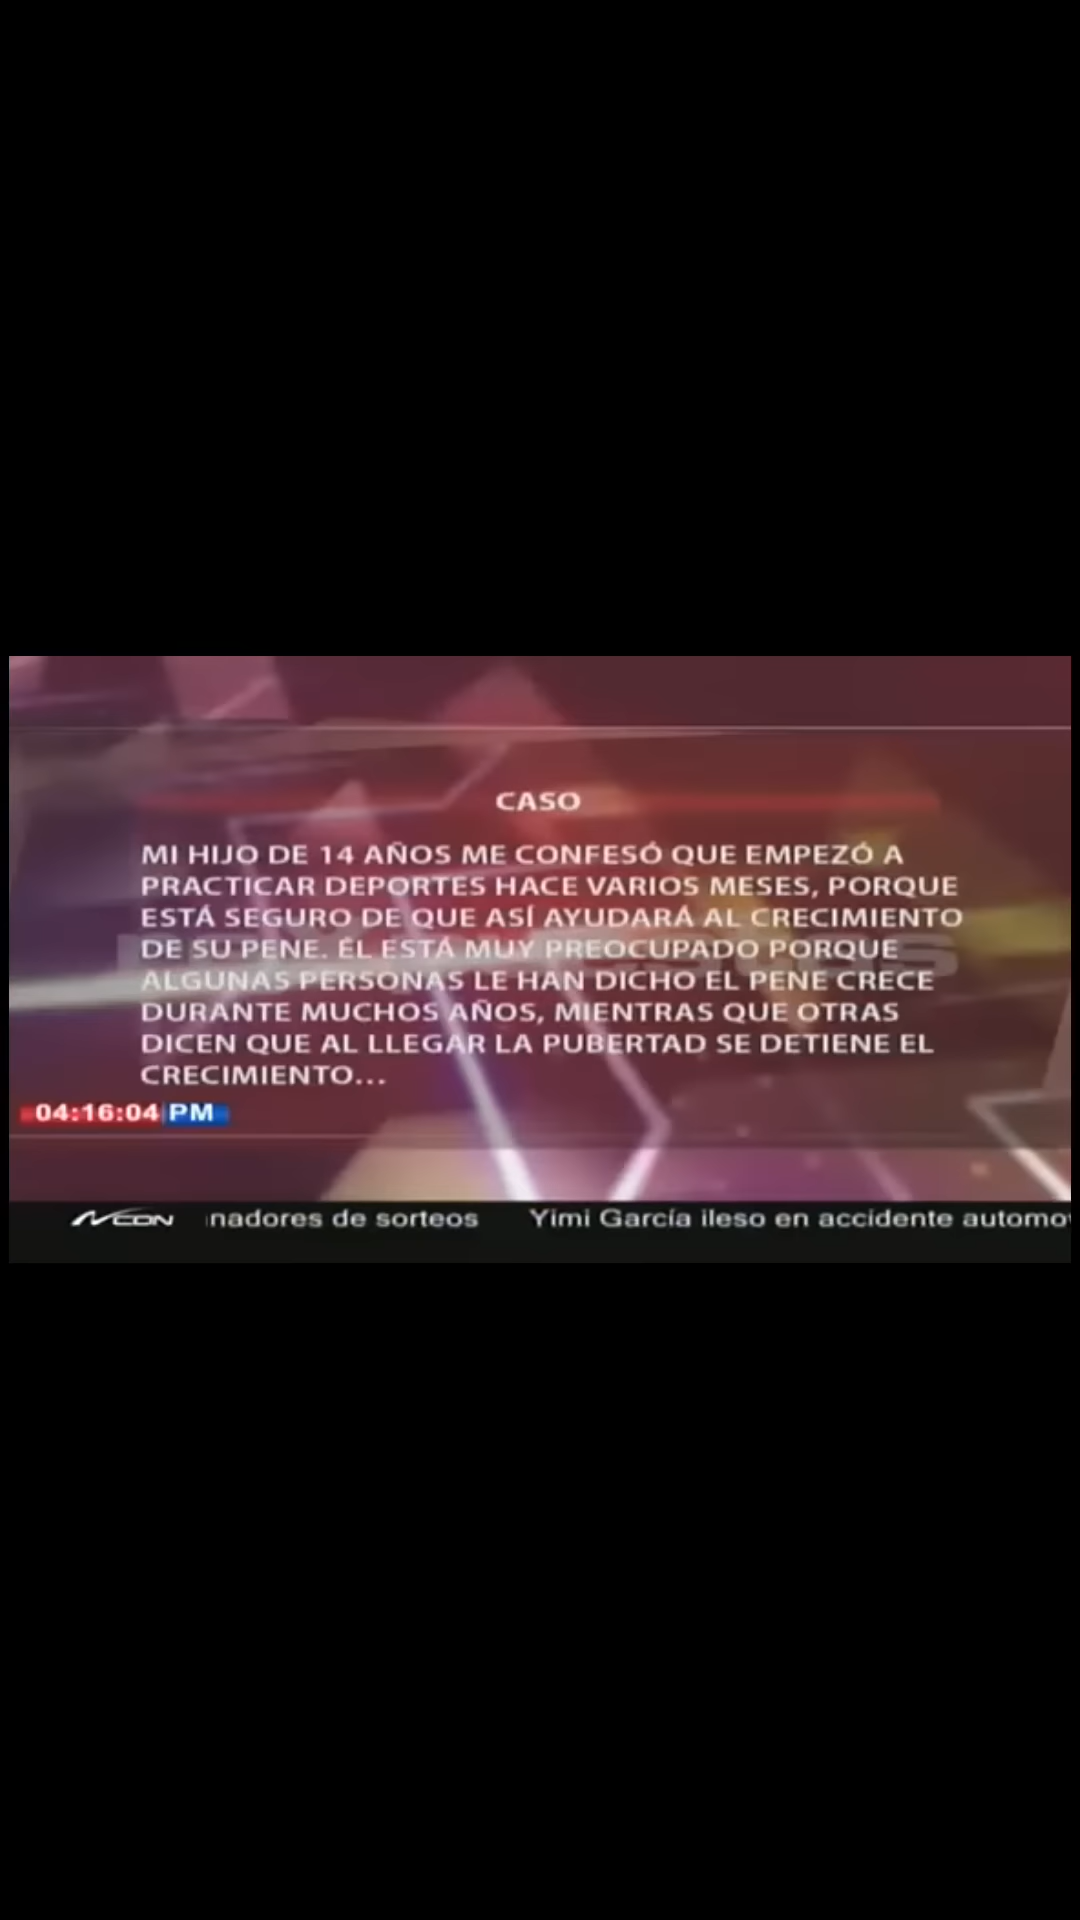 CASO
MI HIJO DE 14 AÑOS ME CONFESÓ QUE EMPEZÓ A
PRACTICAR DEPORTES HACE VARIOS MESES, PORQUE
ESTÁ SEGURO DE QUE ASÍ AYUDARÁ AL CRECIMIENTO
DE SU PENE. ÉL ESTÁ MUY PREOCUPADO PORQUE
ALGUNAS PERSONAS LE HAN DICHO EL PENE CRECE
DURANTE MUCHOS AÑOS, MIENTRAS QUE OTRAS
DICEN QUE AL LLEGAR LA PUBERTAD SE DETIENE EL
CRECIMIENTO...
04:16:04 PM
CDN nadores de sorteos Yimi García ileso en accidente automo